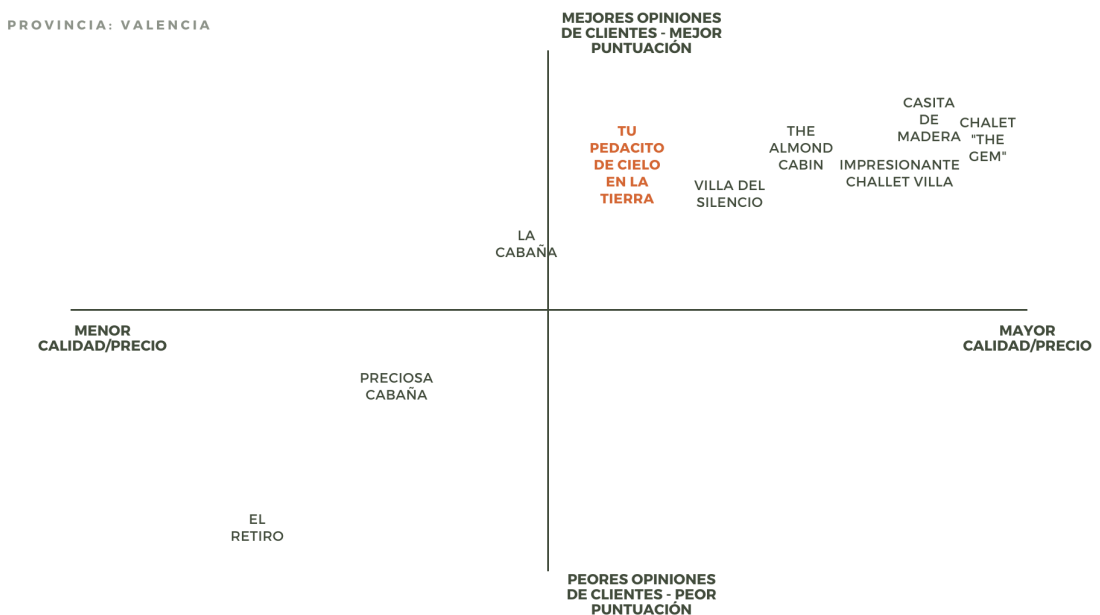 PROVINCIA: VALENCIA
MEJORES OPINIONES
DE CLIENTES - MEJOR
PUNTUACIÓN
CASITA
DE
MADERA
CHALET
"THE
GEM"
TU
PEDACITO
DE CIELO
EN LA
TIERRA
THE
ALMOND
CABIN
IMPRESIONANTE
CHALLET VILLA
VILLA DEL
SILENCIO
LA
CABAÑA
MENOR
CALIDAD/PRECIO
MAYOR
CALIDAD/PRECIO
PRECIOSA
CABAÑA
EL
RETIRO
PEORES OPINIONES
DE CLIENTES - PEOR
PUNTUACIÓN